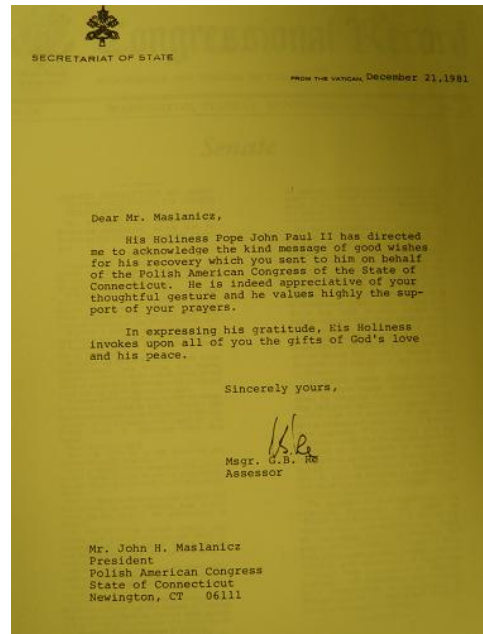 SECRETARIAT OF STATE
FROM THE VATICAN, December 21,1981
Senate
Dear Mr. Maslanicz,
His Holiness Pope John Paul II has directed
me to acknowledge the kind message of good wishes
for his recovery which you sent to him on behalf
of the Polish American Congress of the State of
Connecticut. He is indeed appreciative of your
thoughtful gesture and he values highly the sup-
port of your prayers.
In expressing his gratitude, His Holiness
invokes upon all of you the gifts of God's love
and his peace.
Sincerely yours,
Msgr. G.B. Re
Assessor
Mr. John H. Maslanicz
President
Polish American Congress
State of Connecticut
Newington, CT 06111